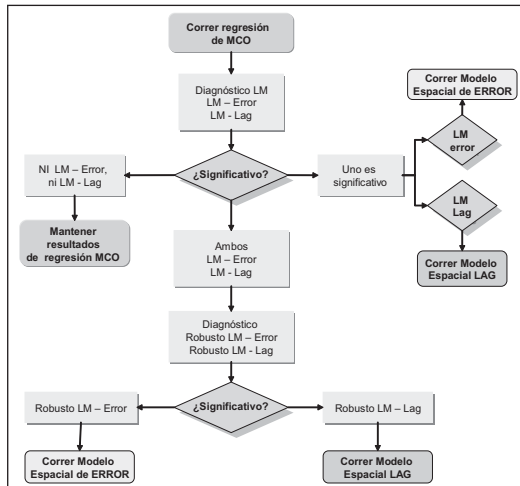 Correr regresión
de MCO
Diagnóstico LM
LM – Error
LM - Lag
Correr Modelo
Espacial de ERROR
LM
error
NI LM – Error,
ni LM - Lag
¿Significativo?
Uno es
significativo
LM
Lag
Mantener
resultados
de regresión MCO
Ambos
LM – Error
LM - Lag
Correr Modelo
Espacial LAG
Diagnóstico
Robusto LM – Error
Robusto LM - Lag
Robusto LM – Error
¿Significativo?
Robusto LM – Lag
Correr Modelo
Espacial de ERROR
Correr Modelo
Espacial LAG